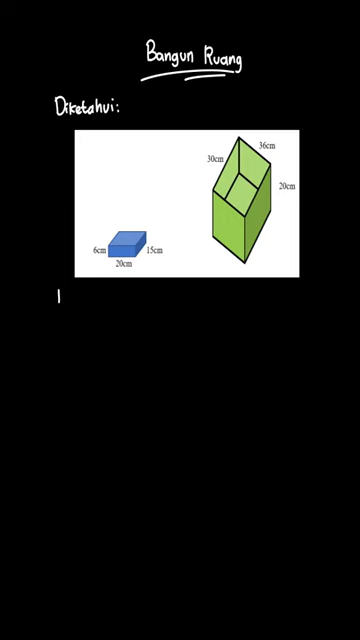 Bangun Ruang
Diketahui:
36cm
30cm
20cm
6cm
15cm
20cm